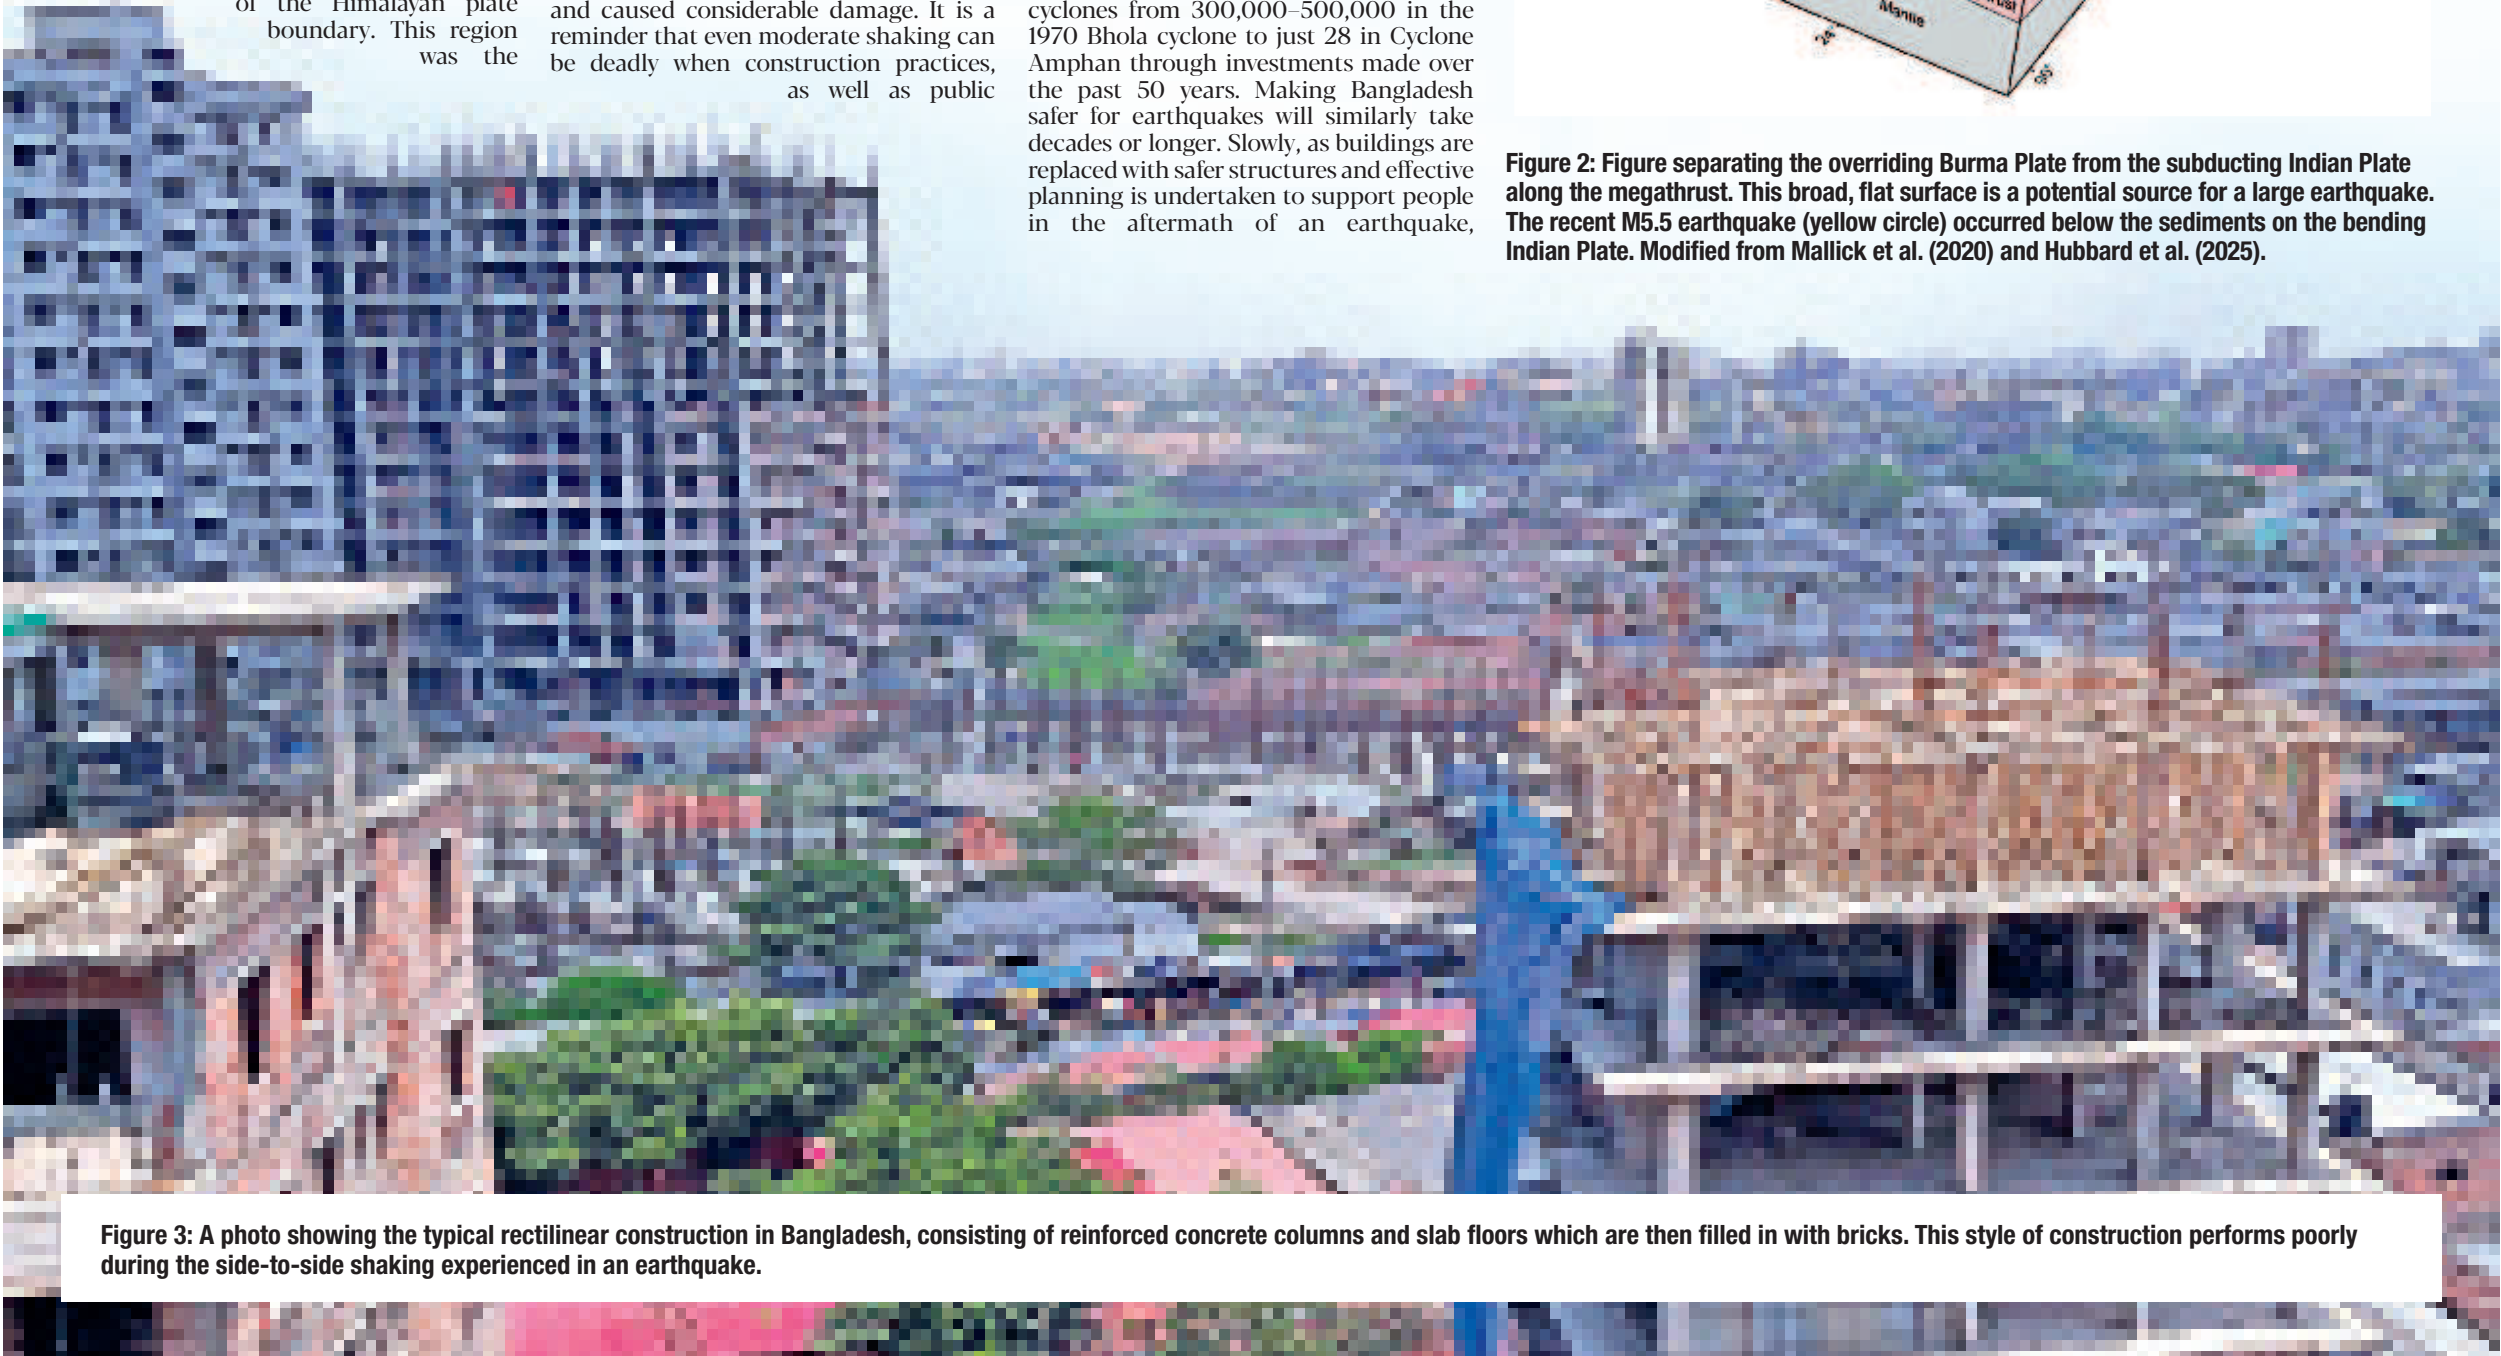 of the Himalayan plate
boundary. This region
was the
and caused considerable damage. It is a
reminder that even moderate shaking can
be deadly when construction practices,
as well as public
cyclones from 300,000–500,000 in the
1970 Bhola cyclone to just 28 in Cyclone
Amphan through investments made over
the past 50 years. Making Bangladesh
safer for earthquakes will similarly take
decades or longer. Slowly, as buildings are
replaced with safer structures and effective
planning is undertaken to support people
in the aftermath of an earthquake,
Mantle
24°
Figure 2: Figure separating the overriding Burma Plate from the subducting Indian Plate
along the megathrust. This broad, flat surface is a potential source for a large earthquake.
The recent M5.5 earthquake (yellow circle) occurred below the sediments on the bending
Indian Plate. Modified from Mallick et al. (2020) and Hubbard et al. (2025).
Figure 3: A photo showing the typical rectilinear construction in Bangladesh, consisting of reinforced concrete columns and slab floors which are then filled in with bricks. This style of construction performs poorly
during the side-to-side shaking experienced in an earthquake.